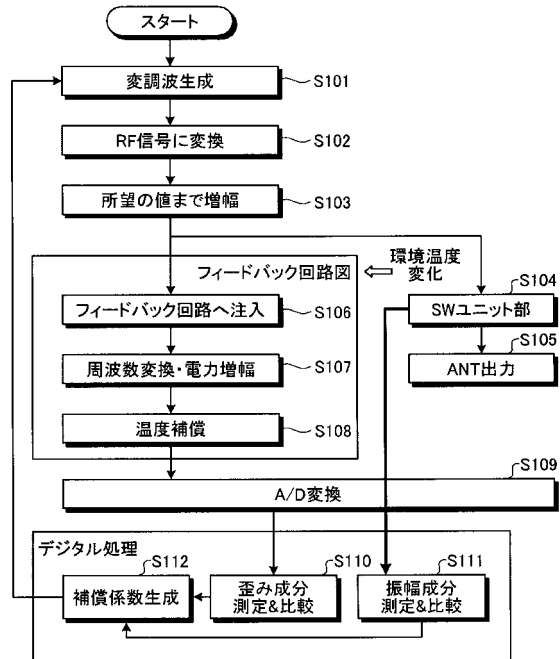 スタート
変調波生成
S101
RF信号に変換
S102
所望の値まで増幅
S103
環境温度
変化
フィードバック回路図
S104
SWユニット部
フィードバック回路へ注入
S106
S105
ANT出力
周波数変換・電力増幅
S107
温度補償
S108
S109
A/D変換
デジタル処理
S112
補償係数生成
S110
歪み成分
測定&比較
S111
振幅成分
測定&比較